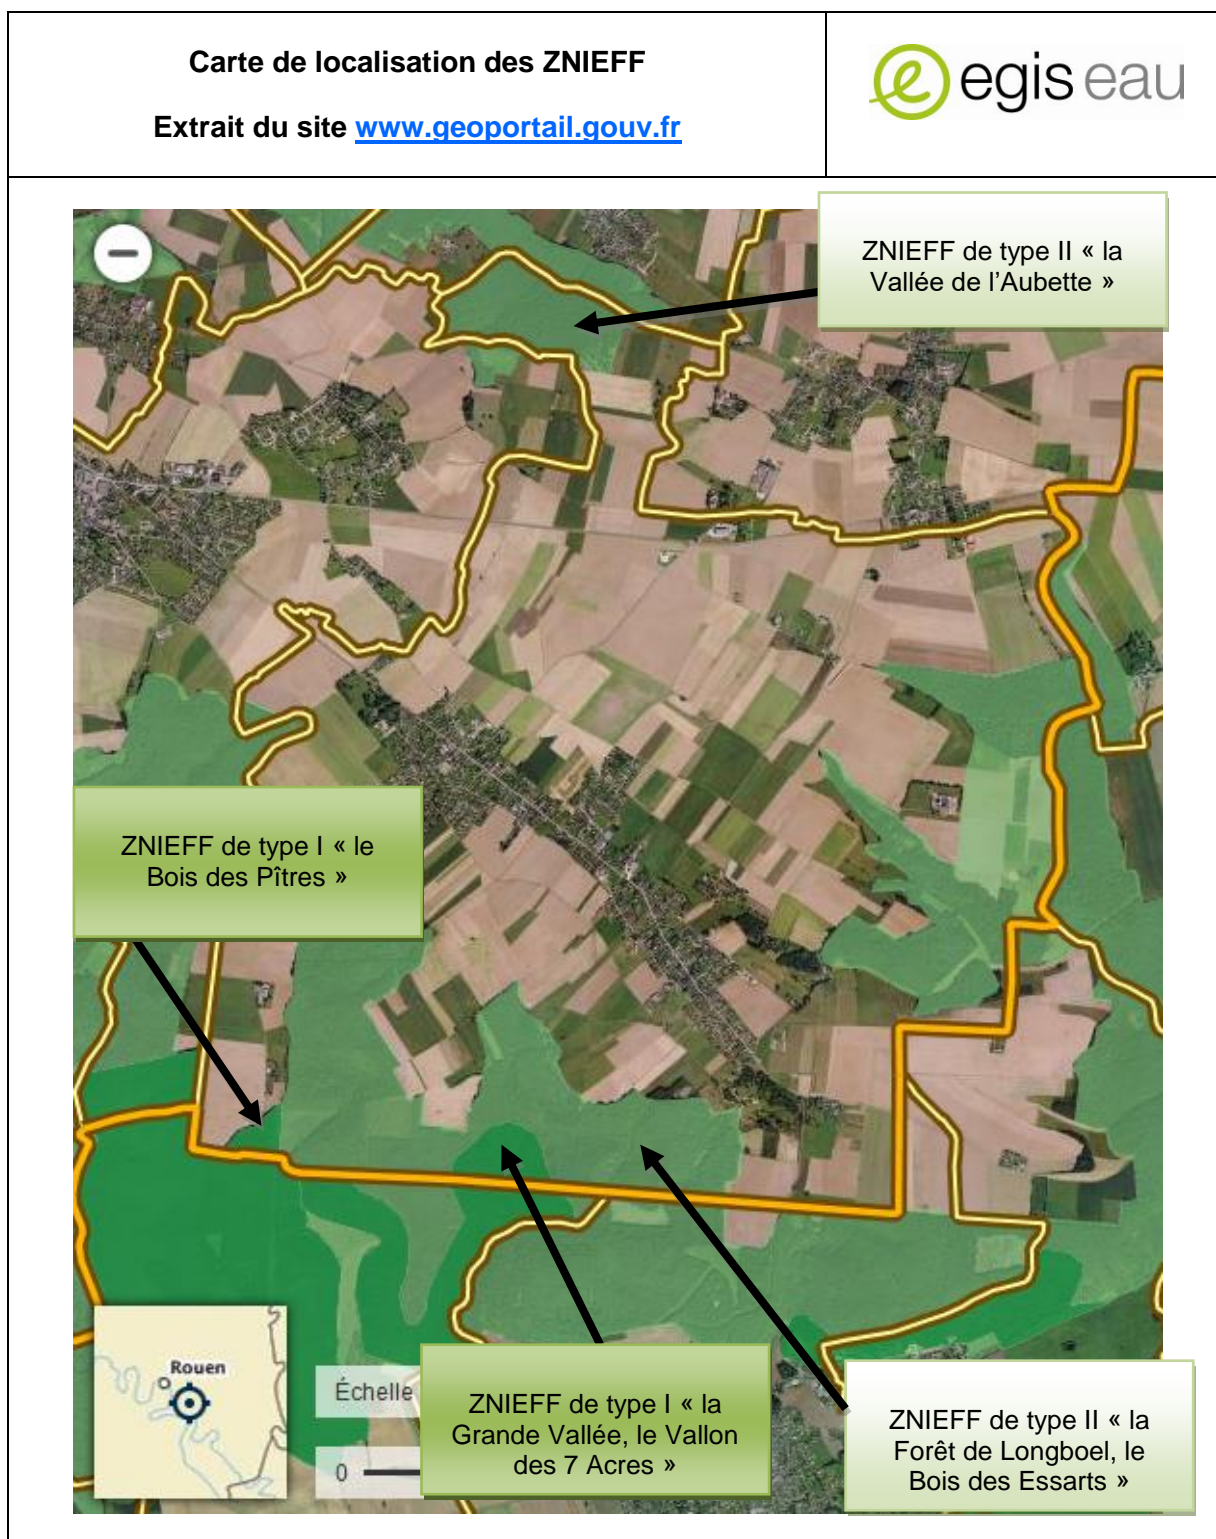 Carte de localisation des ZNIEFF
Extrait du site www.geoportail.gouv.fr
egis eau
ZNIEFF de type II « la
Vallée de l'Aubette »
ZNIEFF de type I « le
Bois des Pîtres »
Rouen
Échelle
0
ZNIEFF de type I « la
Grande Vallée, le Vallon
des 7 Acres »
ZNIEFF de type II « la
Forêt de Longboel, le
Bois des Essarts »